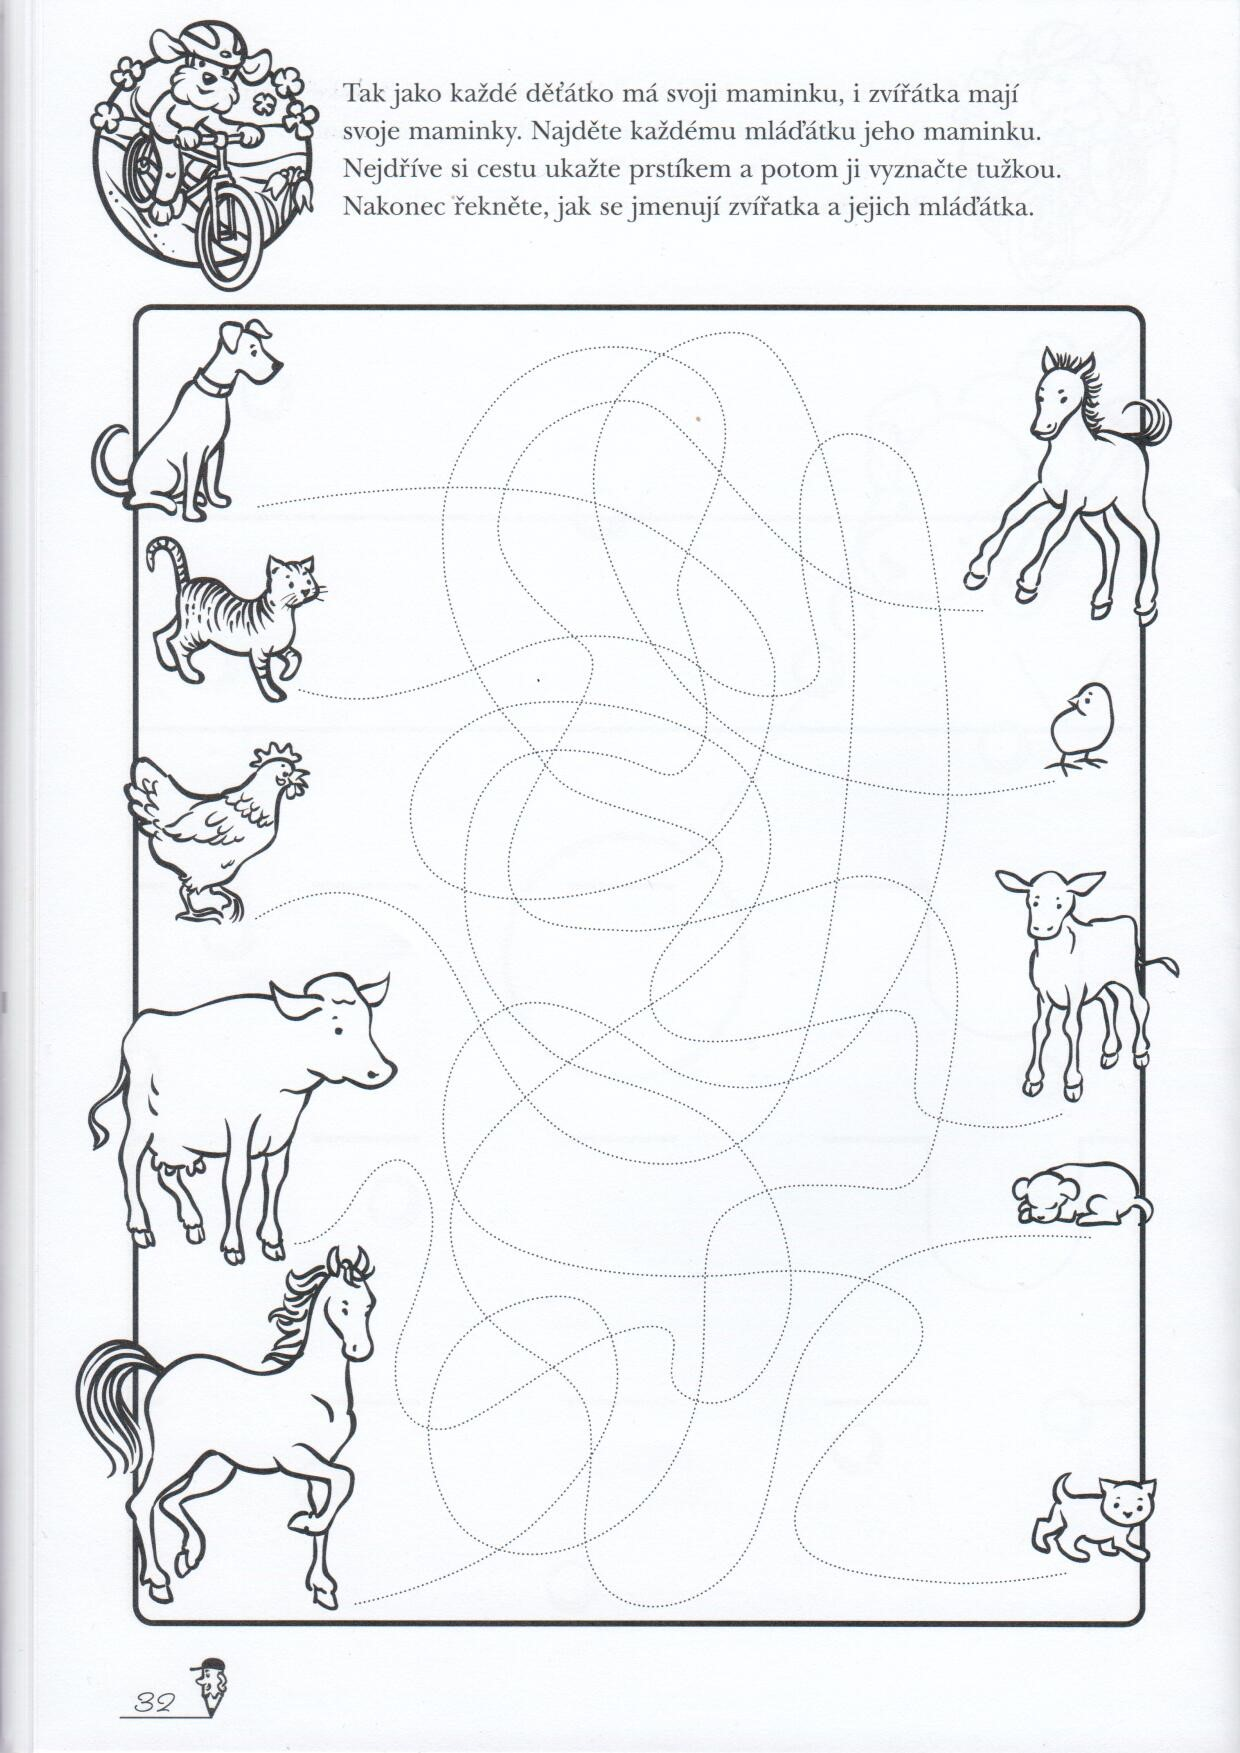 Tak jako každé děťátko má svoji maminku, i zvířátka mají
svoje maminky. Najděte každému mláďátku jeho maminku.
Nejdříve si cestu ukažte prstíkem a potom ji vyznačte tužkou.
Nakonec řekněte, jak se jmenují zvířatka a jejich mláďátka.
32